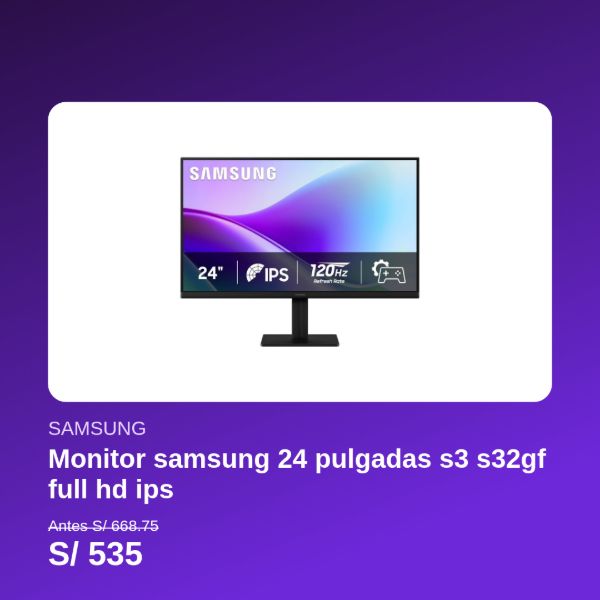 SAMSUNG
24"
IPS
120HZ
Refresh Rate
SAMSUNG
Monitor samsung 24 pulgadas s3 s32gf
full hd ips
Antes S/ 668.75
S/ 535